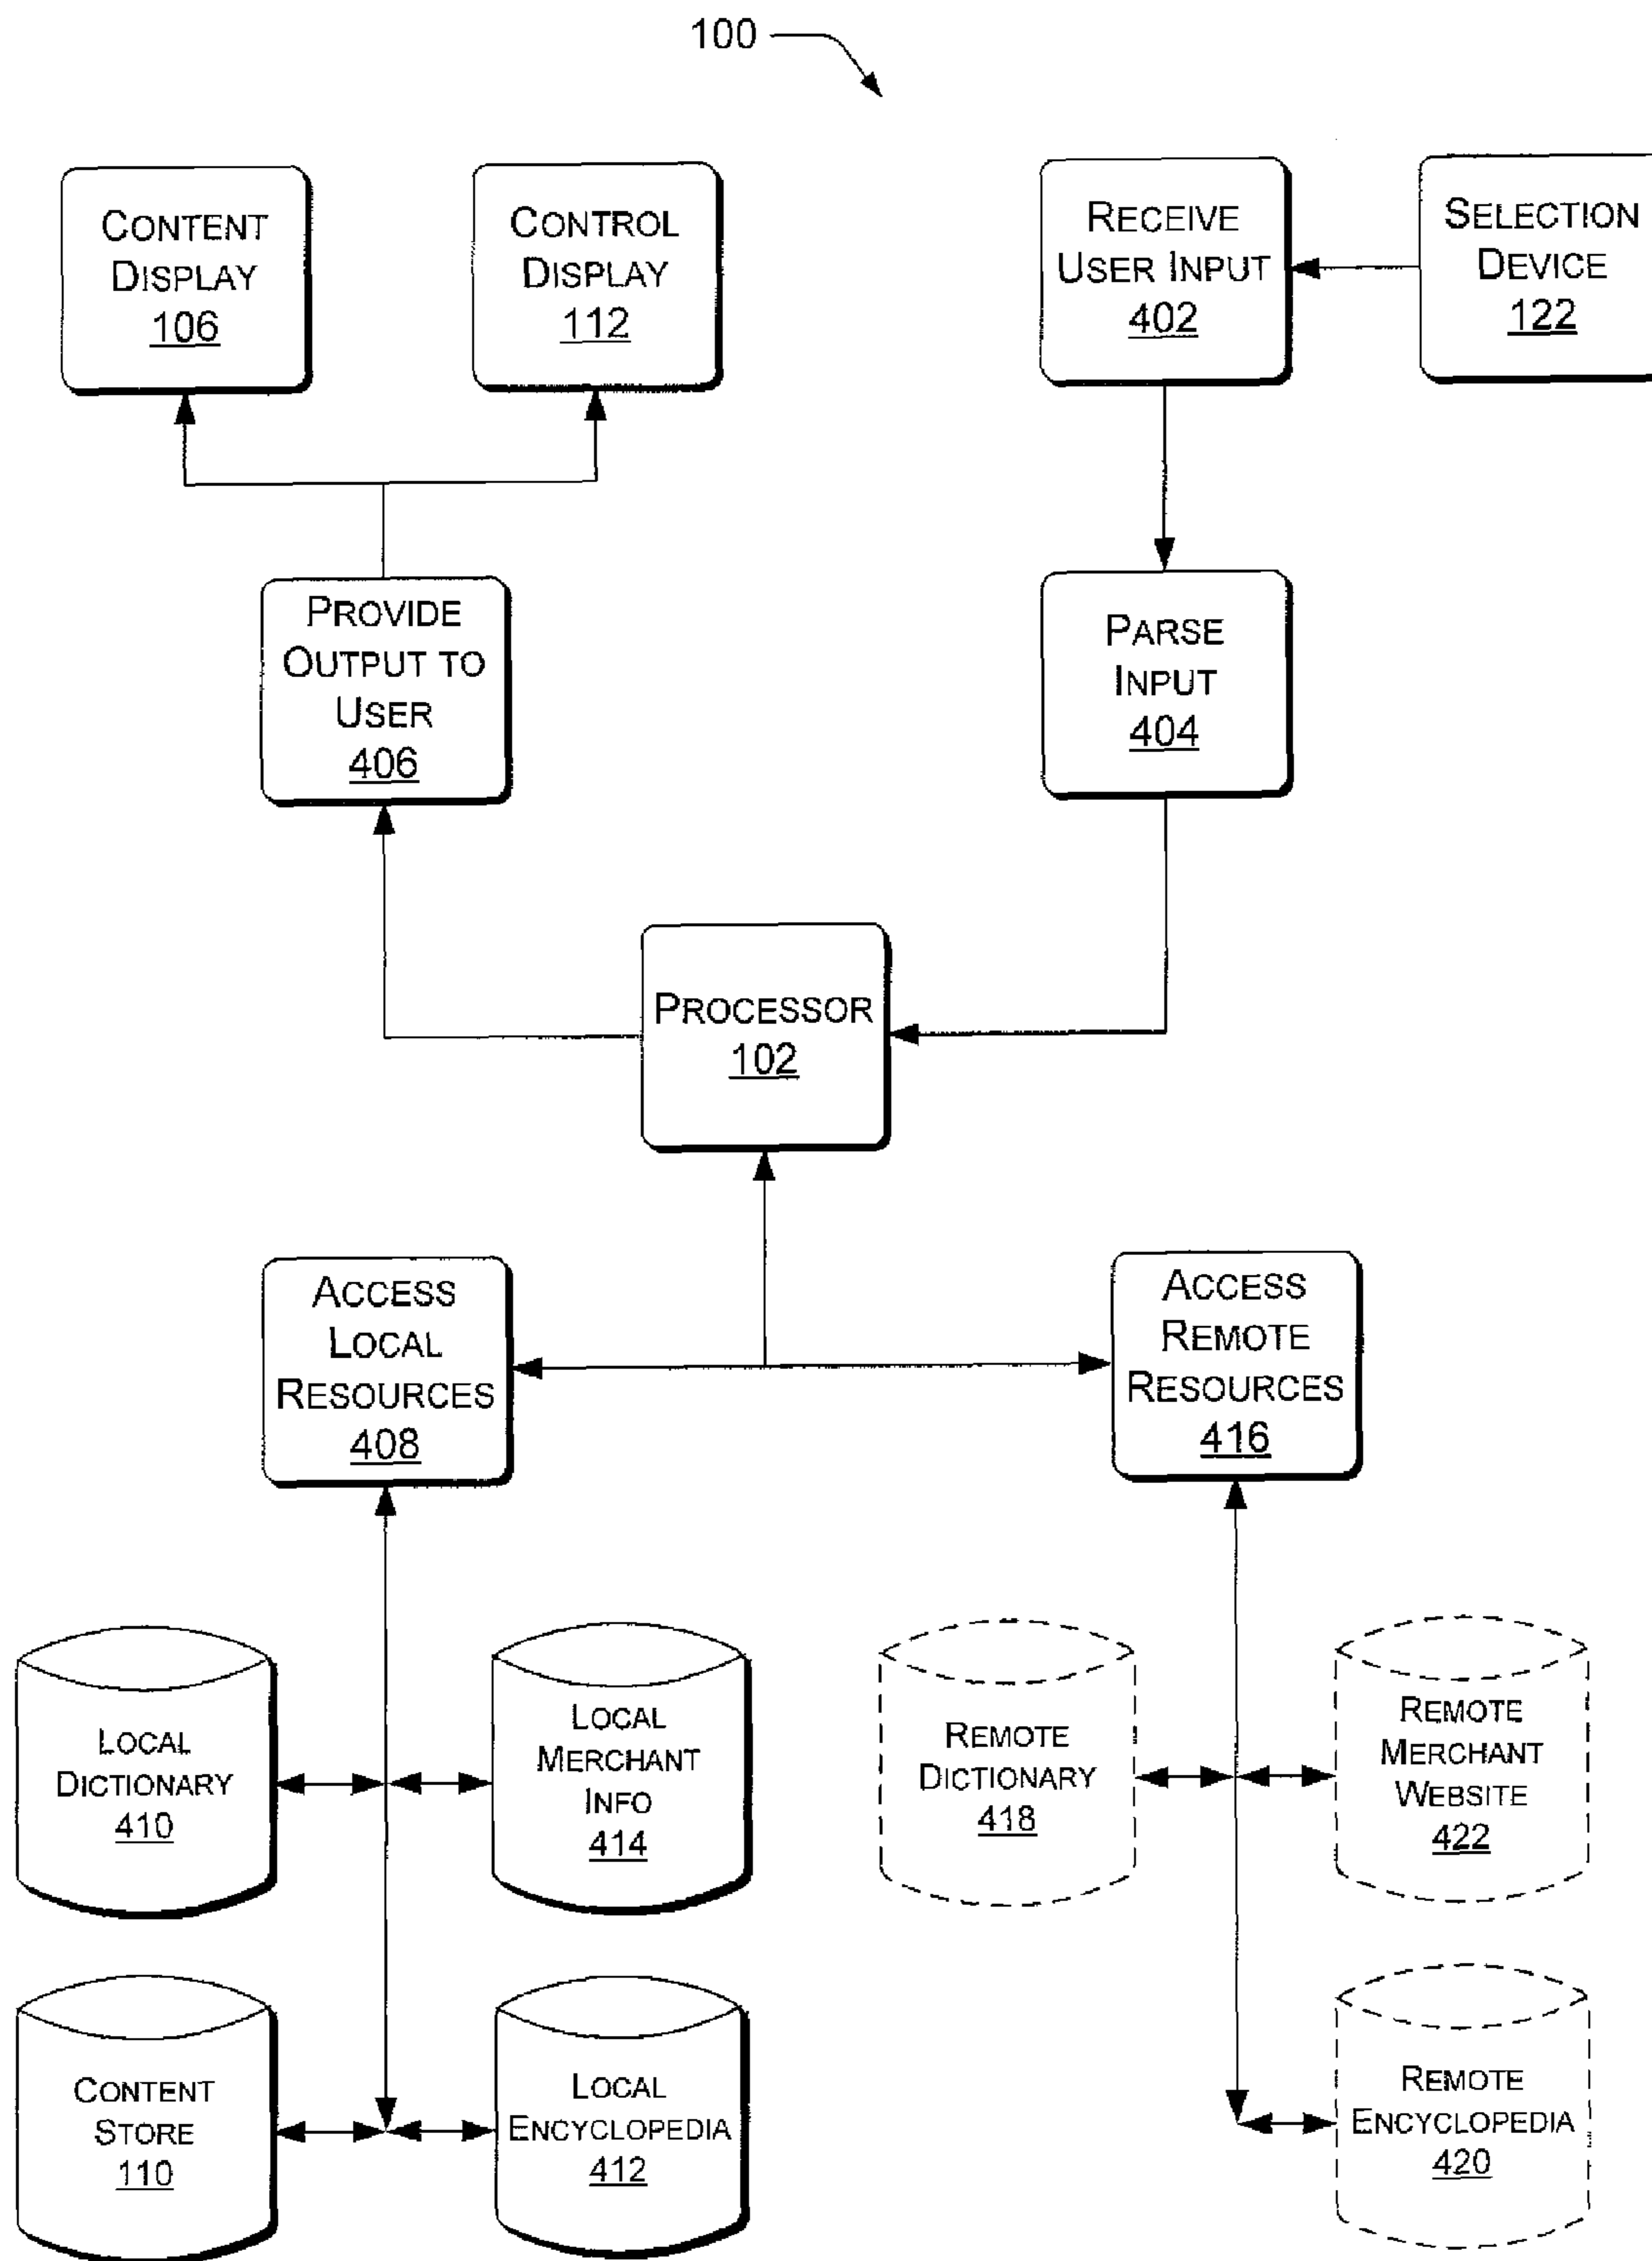 100
CONTENT
DISPLAY
106
CONTROL
DISPLAY
112
RECEIVE
USER INPUT
402
SELECTION
DEVICE
122
PROVIDE
OUTPUT TO
USER
406
PARSE
INPUT
404
PROCESSOR
102
ACCESS
LOCAL
RESOURCES
408
ACCESS
REMOTE
RESOURCES
416
LOCAL
DICTIONARY
410
LOCAL
MERCHANT
INFO
414
REMOTE
DICTIONARY
418
REMOTE
MERCHANT
WEBSITE
422
CONTENT
STORE
110
LOCAL
ENCYCLOPEDIA
412
REMOTE
ENCYCLOPEDIA
420